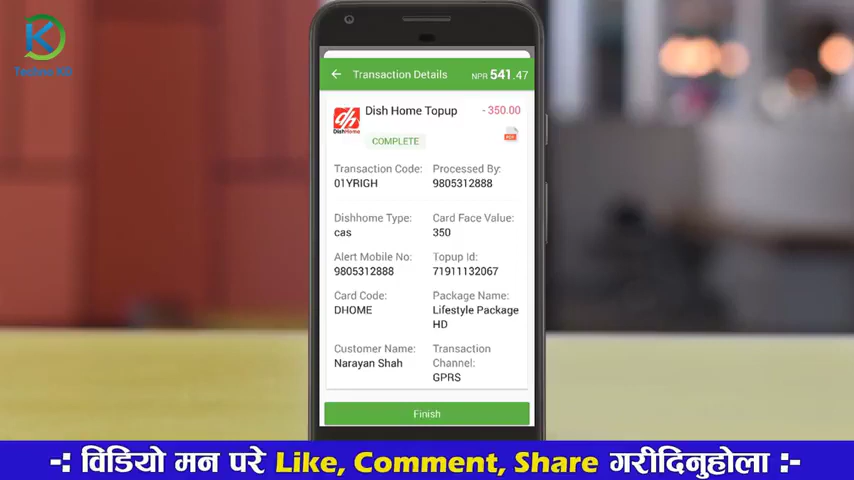 Techno KD
Transaction Details NPR 541.47
Dish Home Topup - 350.00
dh
DishHome
COMPLETE
PDF
Transaction Code: Processed By:
01YRIGH 9805312888
Dishhome Type: Card Face Value:
cas 350
Alert Mobile No: Topup Id:
9805312888 71911132067
Card Code: Package Name:
DHOME Lifestyle Package
HD
Customer Name: Transaction
Narayan Shah Channel:
GPRS
Finish
-: विडियो मन परे Like, Comment, Share गरीदिनुहोला :-